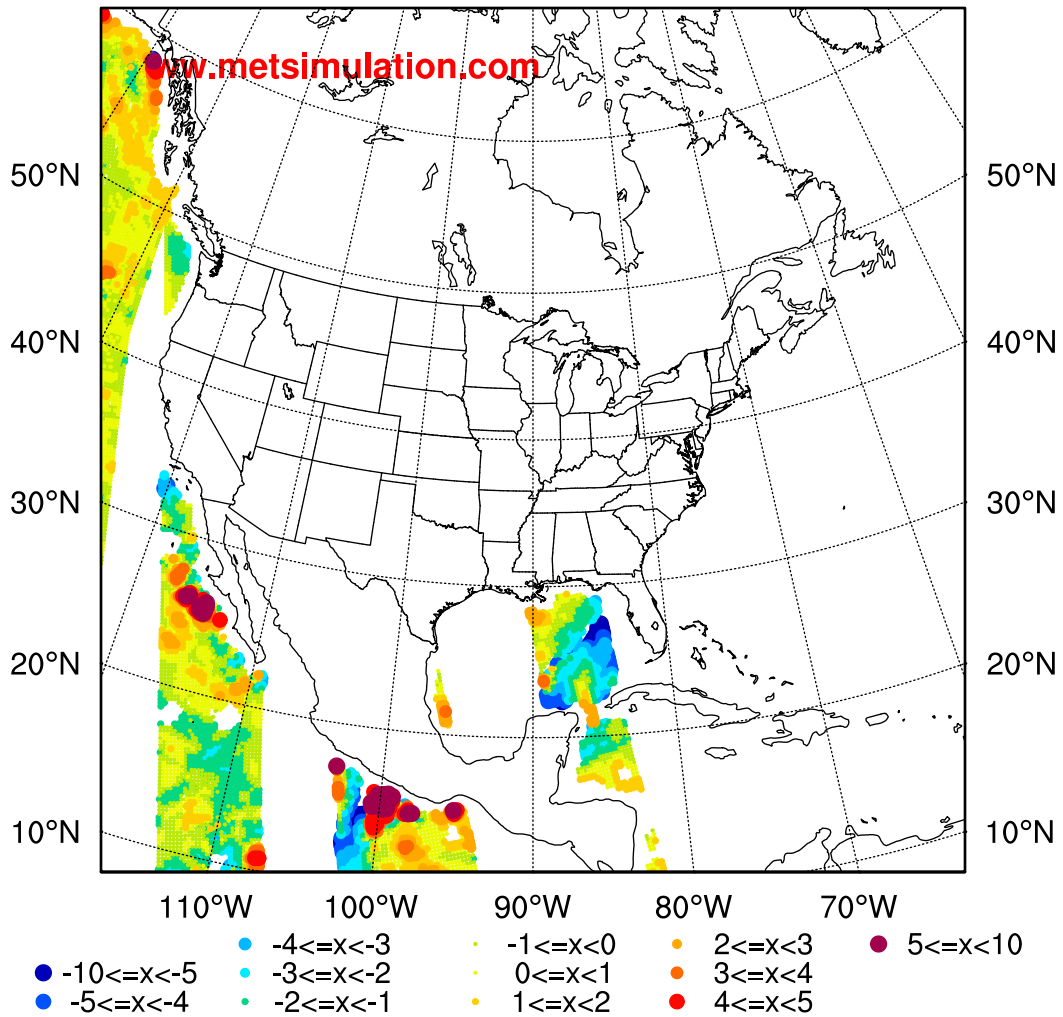 ww.metsimulation.com
50°N 50°N
40°N 40°N
30°N 30°N
20°N 20°N
10°N 10°N
110°W 100°W 90°W 80°W 70°W
-4<=x<-3 -1<=x<0 2<=x<3 5<=x<10
-10<=x<-5 -3<=x<-2 0<=x<1 3<=x<4
-5<=x<-4 -2<=x<-1 1<=x<2 4<=x<5